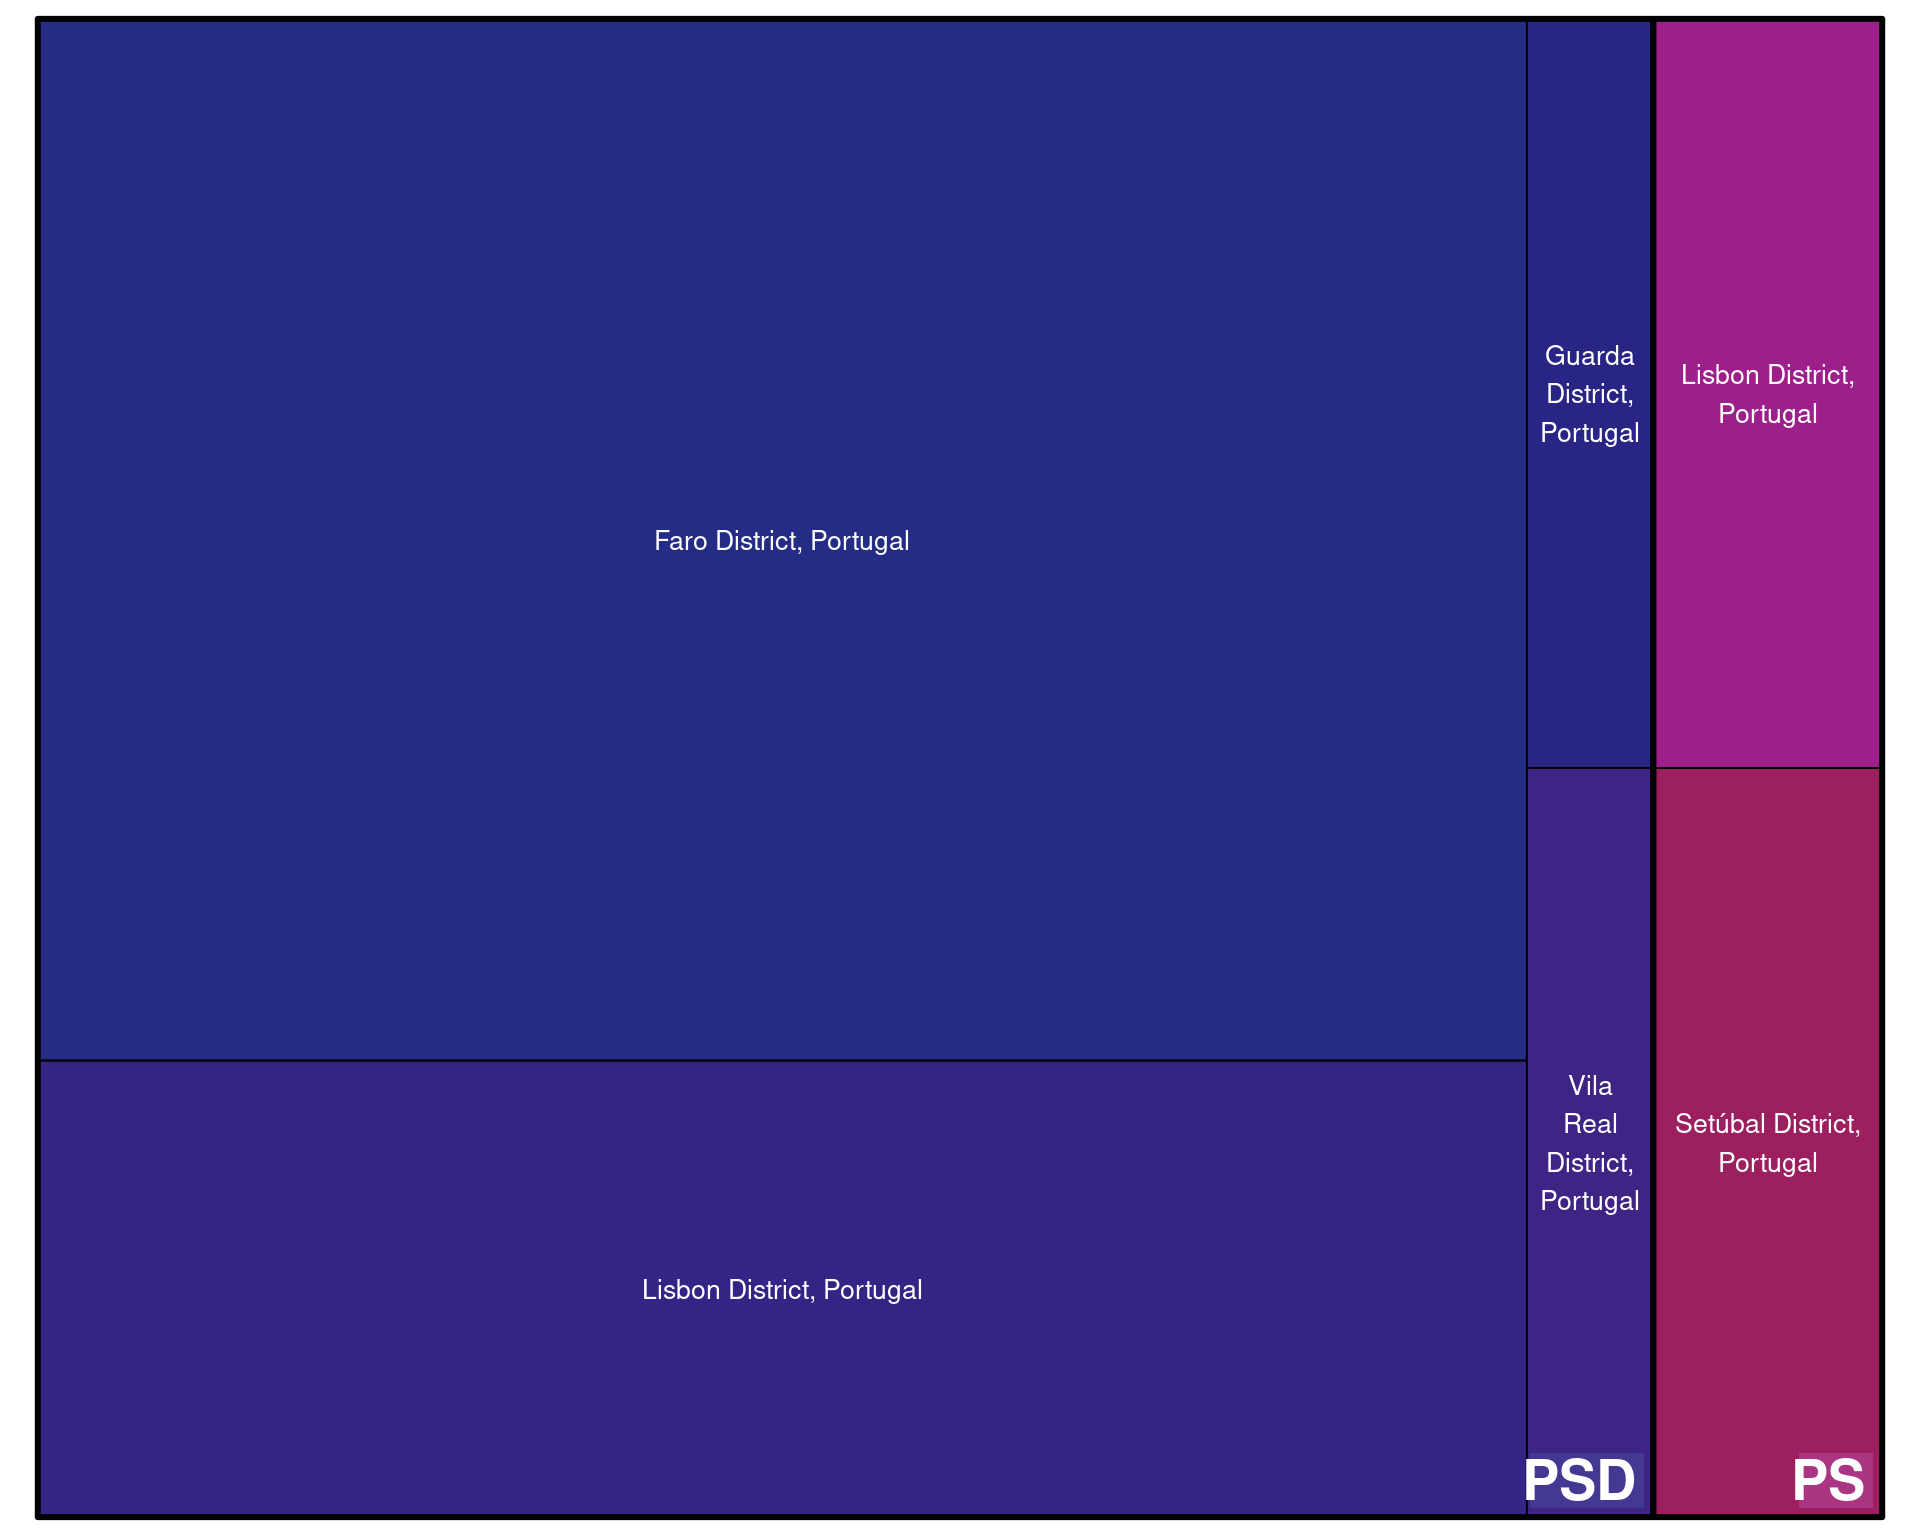 Faro District, Portugal
Lisbon District, Portugal
Guarda
District,
Portugal
Vila
Real
District,
Portugal
PSD
Lisbon District,
Portugal
Setúbal District,
Portugal
PS